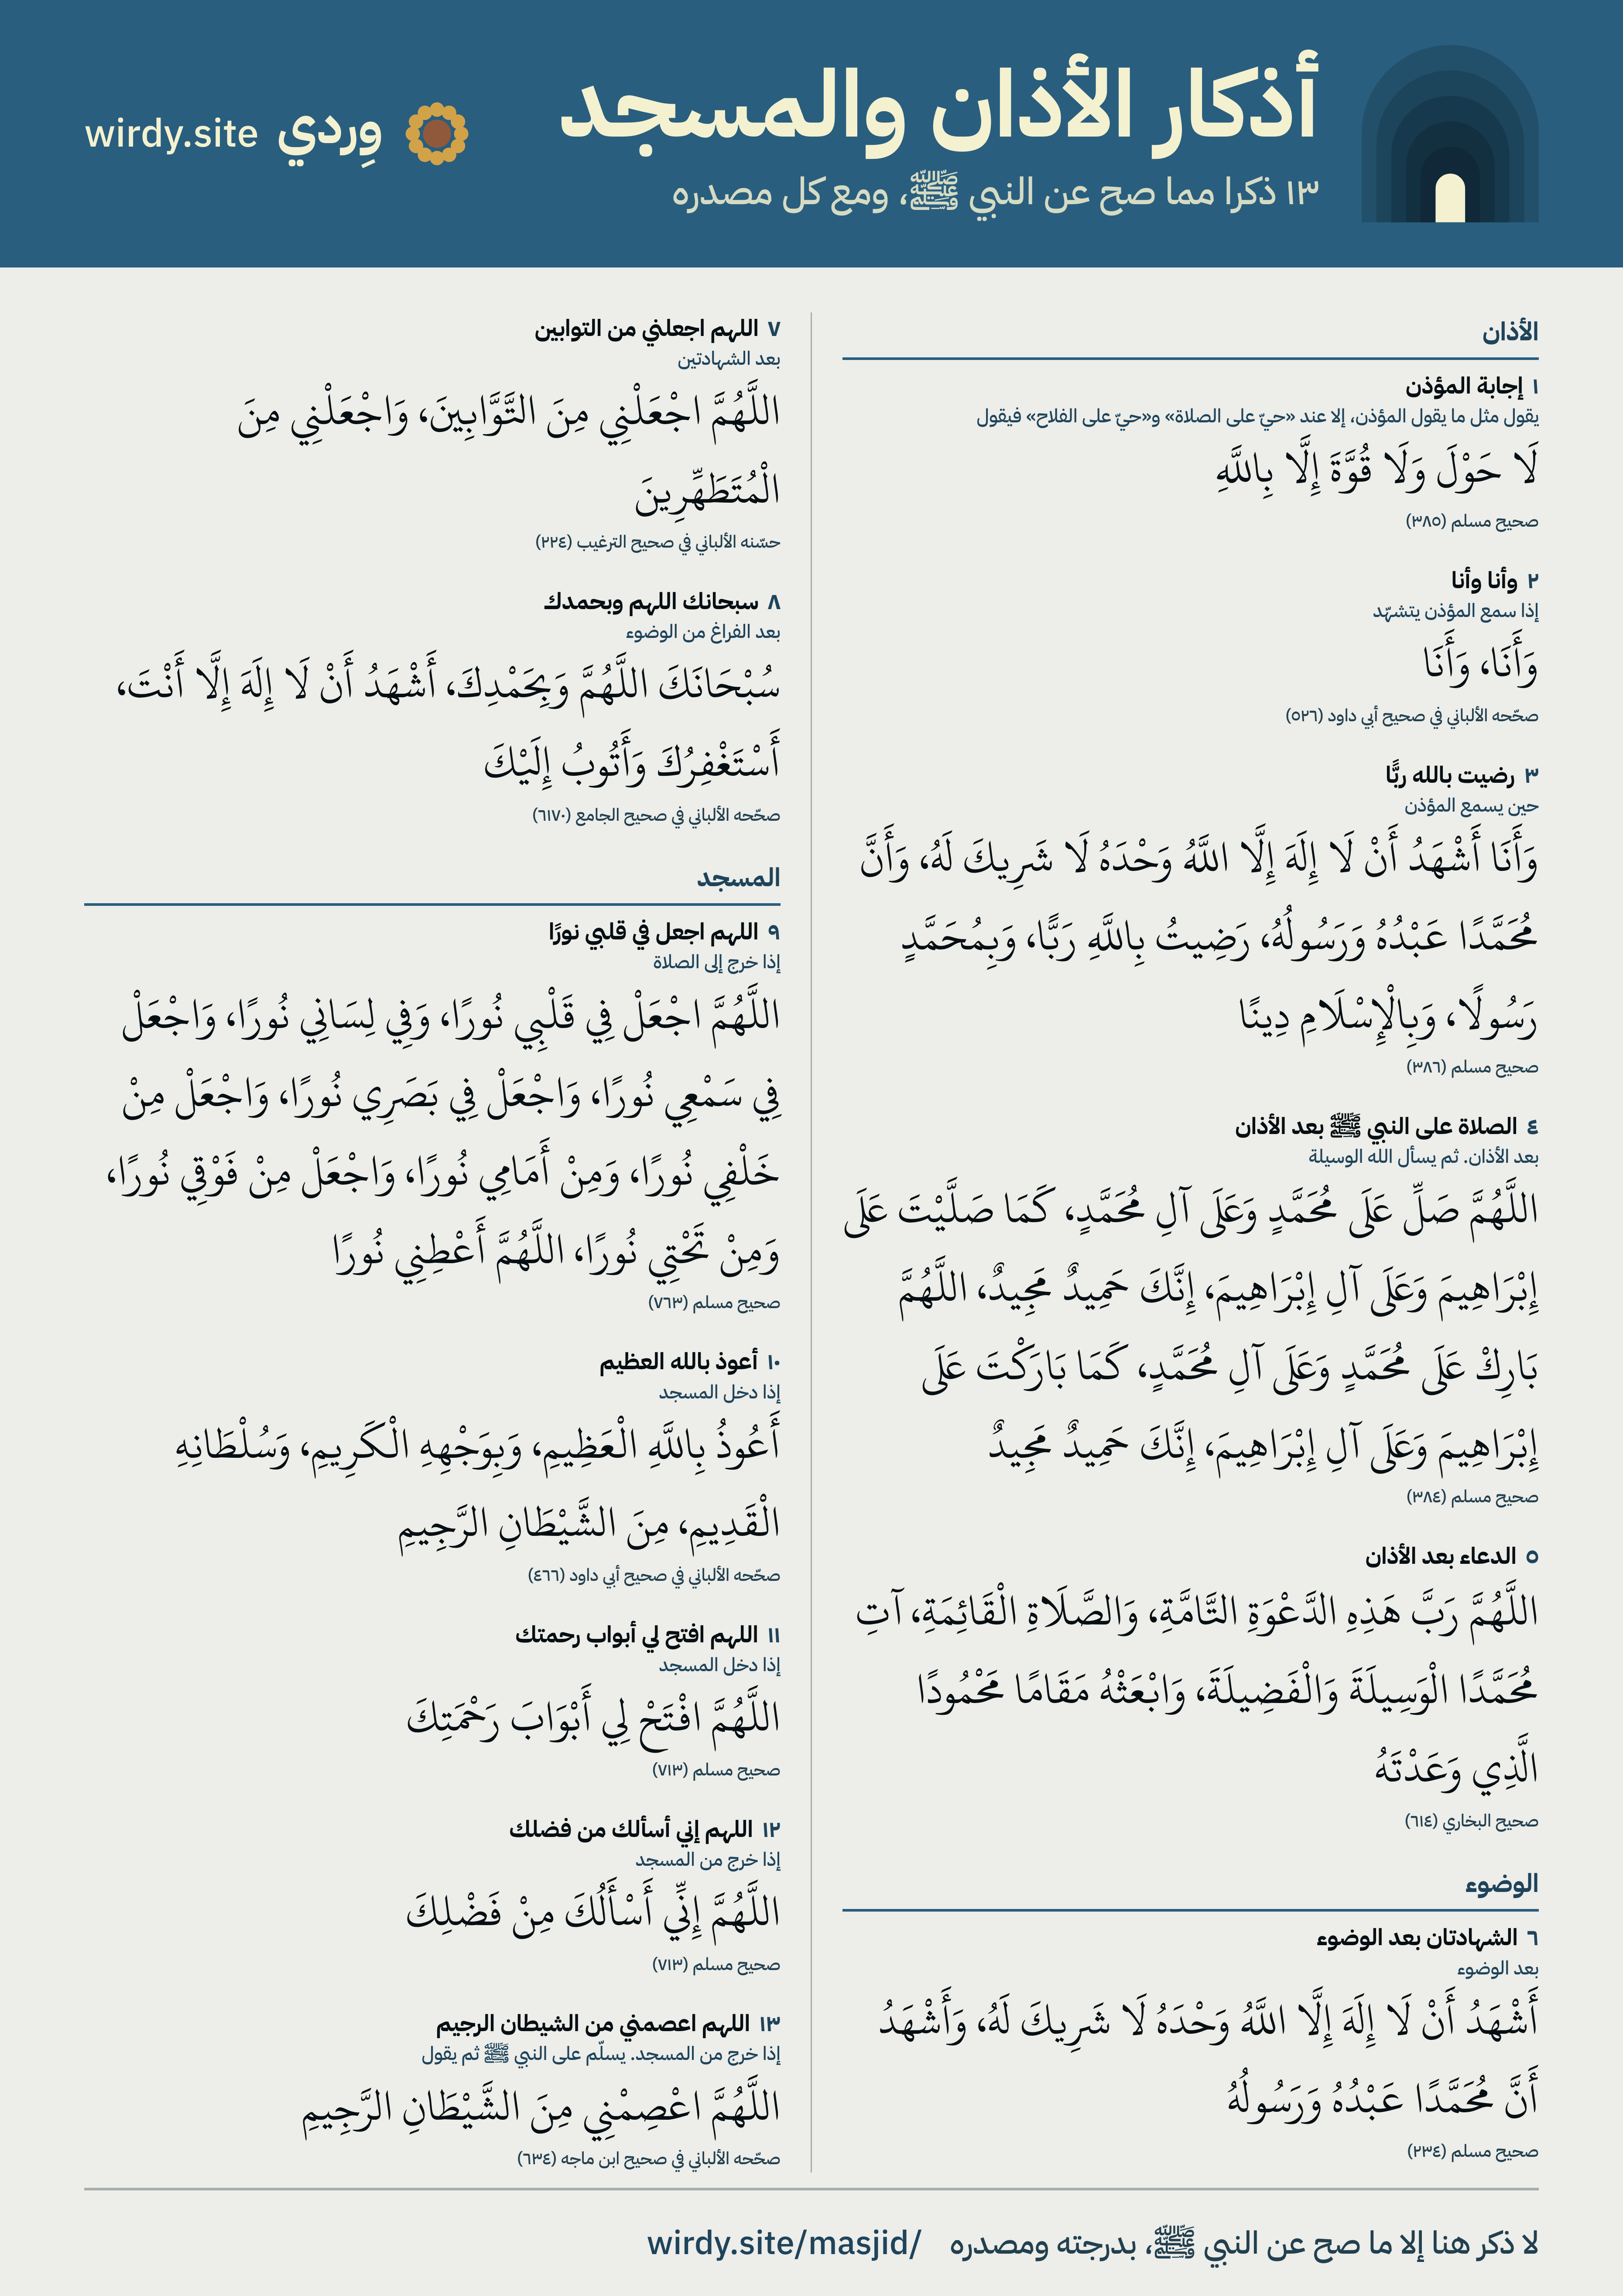 أذكار الأذان والمسجد
١٣ ذكرا مما صح عن النبي ﷺ، ومع كل مصدره
وِردي wirdy.site
الأذان
١ إجابة المؤذن
يقول مثل ما يقول المؤذن، إلا عند «حيّ على الصلاة» و«حيّ على الفلاح» فيقول
لَا حَوْلَ وَلَا قُوَّةَ إِلَّا بِاللَّهِ
صحيح مسلم (٣٨٥)
٢ وأنا وأنا
إذا سمع المؤذن يتشهّد
وَأَنَا، وَأَنَا
صحّحه الألباني في صحيح أبي داود (٥٢٦)
٣ رضيت بالله ربًّا
حين يسمع المؤذن
وَأَنَا أَشْهَدُ أَنْ لَا إِلَهَ إِلَّا اللَّهُ وَحْدَهُ لَا شَرِيكَ لَهُ، وَأَنَّ
مُحَمَّدًا عَبْدُهُ وَرَسُولُهُ، رَضِيتُ بِاللَّهِ رَبًّا، وَبِمُحَمَّدٍ
رَسُولًا، وَبِالْإِسْلَامِ دِينًا
صحيح مسلم (٣٨٦)
٤ الصلاة على النبي ﷺ بعد الأذان
بعد الأذان. ثم يسأل الله الوسيلة
اللَّهُمَّ صَلِّ عَلَى مُحَمَّدٍ وَعَلَى آلِ مُحَمَّدٍ، كَمَا صَلَّيْتَ عَلَى
إِبْرَاهِيمَ وَعَلَى آلِ إِبْرَاهِيمَ، إِنَّكَ حَمِيدٌ مَجِيدٌ، اللَّهُمَّ
بَارِكْ عَلَى مُحَمَّدٍ وَعَلَى آلِ مُحَمَّدٍ، كَمَا بَارَكْتَ عَلَى
إِبْرَاهِيمَ وَعَلَى آلِ إِبْرَاهِيمَ، إِنَّكَ حَمِيدٌ مَجِيدٌ
صحيح مسلم (٣٨٤)
٥ الدعاء بعد الأذان
اللَّهُمَّ رَبَّ هَذِهِ الدَّعْوَةِ التَّامَّةِ، وَالصَّلَاةِ الْقَائِمَةِ، آتِ
مُحَمَّدًا الْوَسِيلَةَ وَالْفَضِيلَةَ، وَابْعَثْهُ مَقَامًا مَحْمُودًا
الَّذِي وَعَدْتَهُ
صحيح البخاري (٦١٤)
الوضوء
٦ الشهادتان بعد الوضوء
بعد الوضوء
أَشْهَدُ أَنْ لَا إِلَهَ إِلَّا اللَّهُ وَحْدَهُ لَا شَرِيكَ لَهُ، وَأَشْهَدُ
أَنَّ مُحَمَّدًا عَبْدُهُ وَرَسُولُهُ
صحيح مسلم (٢٣٤)
٧ اللهم اجعلني من التوابين
بعد الشهادتين
اللَّهُمَّ اجْعَلْنِي مِنَ التَّوَّابِينَ، وَاجْعَلْنِي مِنَ
الْمُتَطَهِّرِينَ
حسّنه الألباني في صحيح الترغيب (٢٢٤)
٨ سبحانك اللهم وبحمدك
بعد الفراغ من الوضوء
سُبْحَانَكَ اللَّهُمَّ وَبِحَمْدِكَ، أَشْهَدُ أَنْ لَا إِلَهَ إِلَّا أَنْتَ،
أَسْتَغْفِرُكَ وَأَتُوبُ إِلَيْكَ
صحّحه الألباني في صحيح الجامع (٦١٧٠)
المسجد
٩ اللهم اجعل في قلبي نورًا
إذا خرج إلى الصلاة
اللَّهُمَّ اجْعَلْ فِي قَلْبِي نُورًا، وَفِي لِسَانِي نُورًا، وَاجْعَلْ
فِي سَمْعِي نُورًا، وَاجْعَلْ فِي بَصَرِي نُورًا، وَاجْعَلْ مِنْ
خَلْفِي نُورًا، وَمِنْ أَمَامِي نُورًا، وَاجْعَلْ مِنْ فَوْقِي نُورًا،
وَمِنْ تَحْتِي نُورًا، اللَّهُمَّ أَعْطِنِي نُورًا
صحيح مسلم (٧٦٣)
١٠ أعوذ بالله العظيم
إذا دخل المسجد
أَعُوذُ بِاللَّهِ الْعَظِيمِ، وَبِوَجْهِهِ الْكَرِيمِ، وَسُلْطَانِهِ
الْقَدِيمِ، مِنَ الشَّيْطَانِ الرَّجِيمِ
صحّحه الألباني في صحيح أبي داود (٤٦٦)
١١ اللهم افتح لي أبواب رحمتك
إذا دخل المسجد
اللَّهُمَّ افْتَحْ لِي أَبْوَابَ رَحْمَتِكَ
صحيح مسلم (٧١٣)
١٢ اللهم إني أسألك من فضلك
إذا خرج من المسجد
اللَّهُمَّ إِنِّي أَسْأَلُكَ مِنْ فَضْلِكَ
صحيح مسلم (٧١٣)
١٣ اللهم اعصمني من الشيطان الرجيم
إذا خرج من المسجد. يسلّم على النبي ﷺ ثم يقول
اللَّهُمَّ اعْصِمْنِي مِنَ الشَّيْطَانِ الرَّجِيمِ
صحّحه الألباني في صحيح ابن ماجه (٦٣٤)
لا ذكر هنا إلا ما صح عن النبي ﷺ، بدرجته ومصدره wirdy.site/masjid/